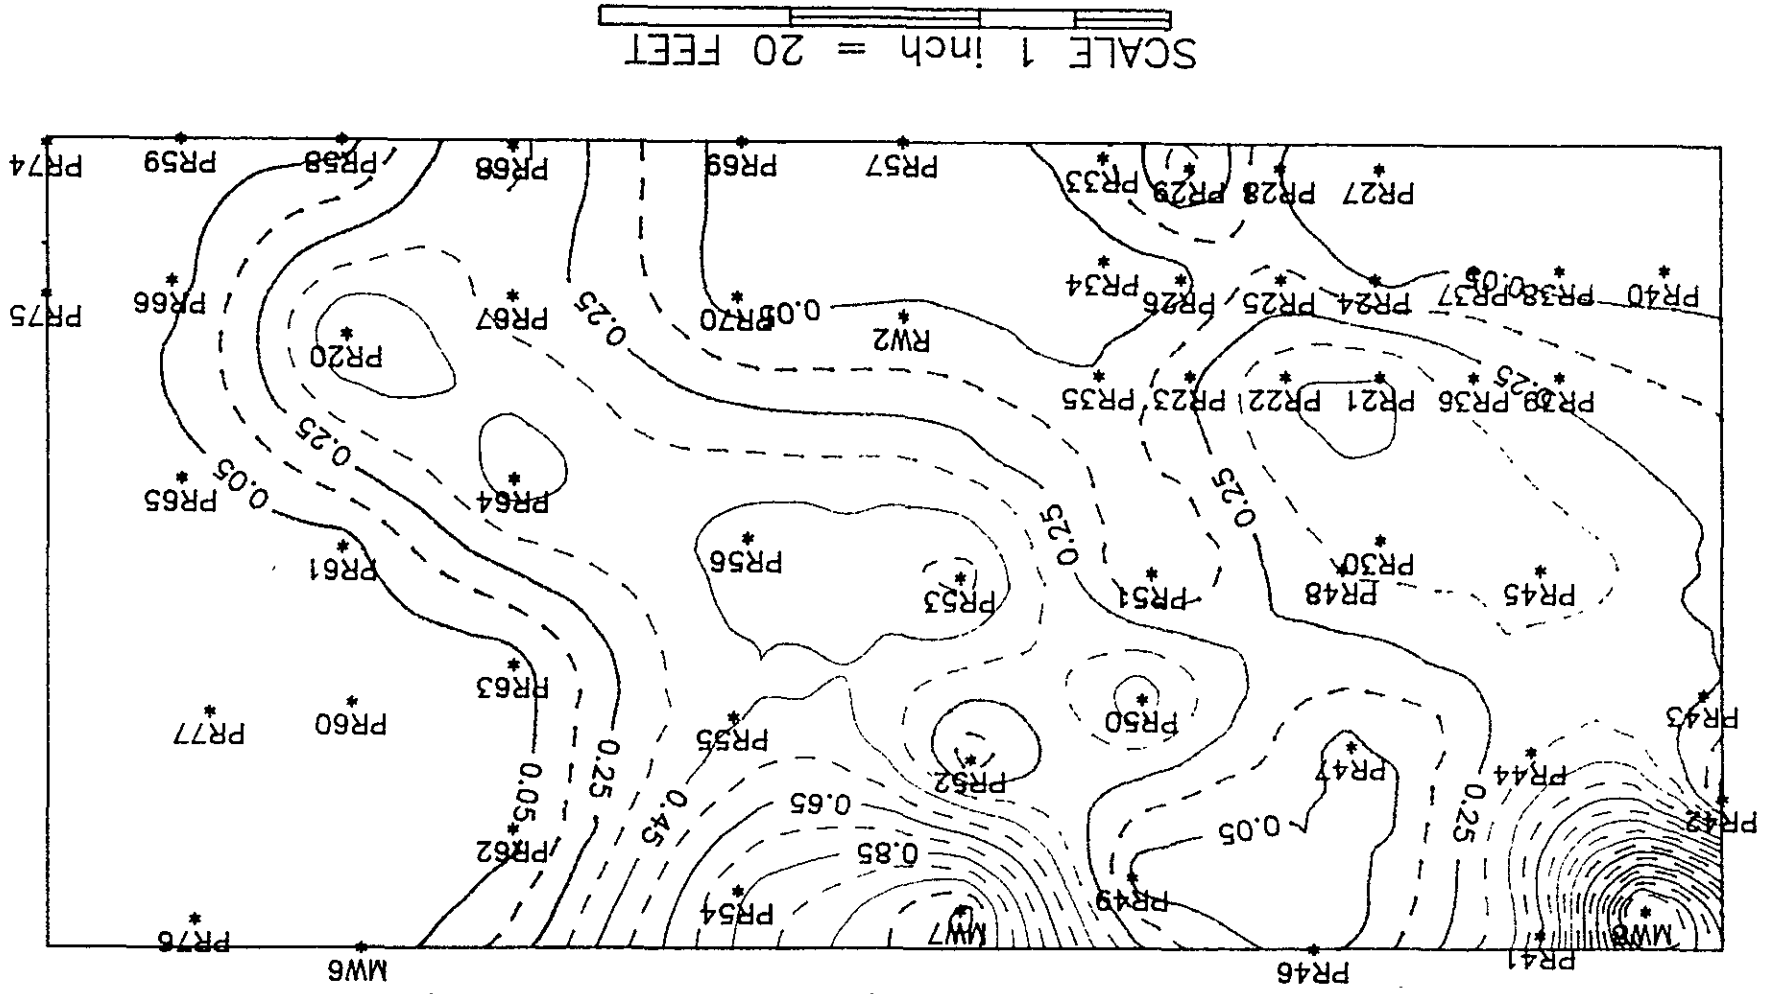 PR46
MW6
PR41
MW8
MW7
PR76
PR49
PR54
0.85
PR62
PR42
0.25
0.05
0.65
0.45
0.05
PR44
PR47
PR52
0.25
PR43
PR50
PR55
PR60
PR77
PR63
PR45
PR48
PR30
PR51
PR53
PR56
PR61
0.25
0.25
PR64
0.05
PR65
0.25
PR39
PR36
PR21
PR22
PR23
PR35
0.25
RW2
PR20
0.25
0.05
PR70
PR67
PR75
PR40
PR38
PR37
0.05
PR24
PR25
PR26
PR34
PR66
PR27
PR28
PR29
PR33
PR57
PR69
PR68
PR58
PR59
PR74
SCALE 1 inch = 20 FEET